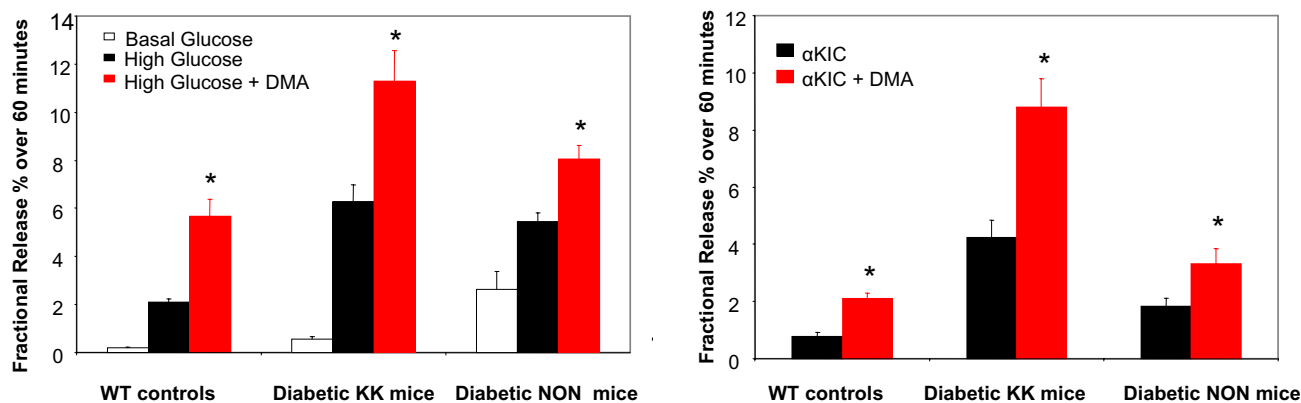 Fractional Release % over 60 minutes
14
12
10
8
6
4
2
0
Basal Glucose
High Glucose
High Glucose + DMA
*
*
*
WT controls
Diabetic KK mice
Diabetic NON mice
Fractional Release % over 60 minutes
12
10
8
6
4
2
0
αKIC
αKIC + DMA
*
*
*
WT controls
Diabetic KK mice
Diabetic NON mice